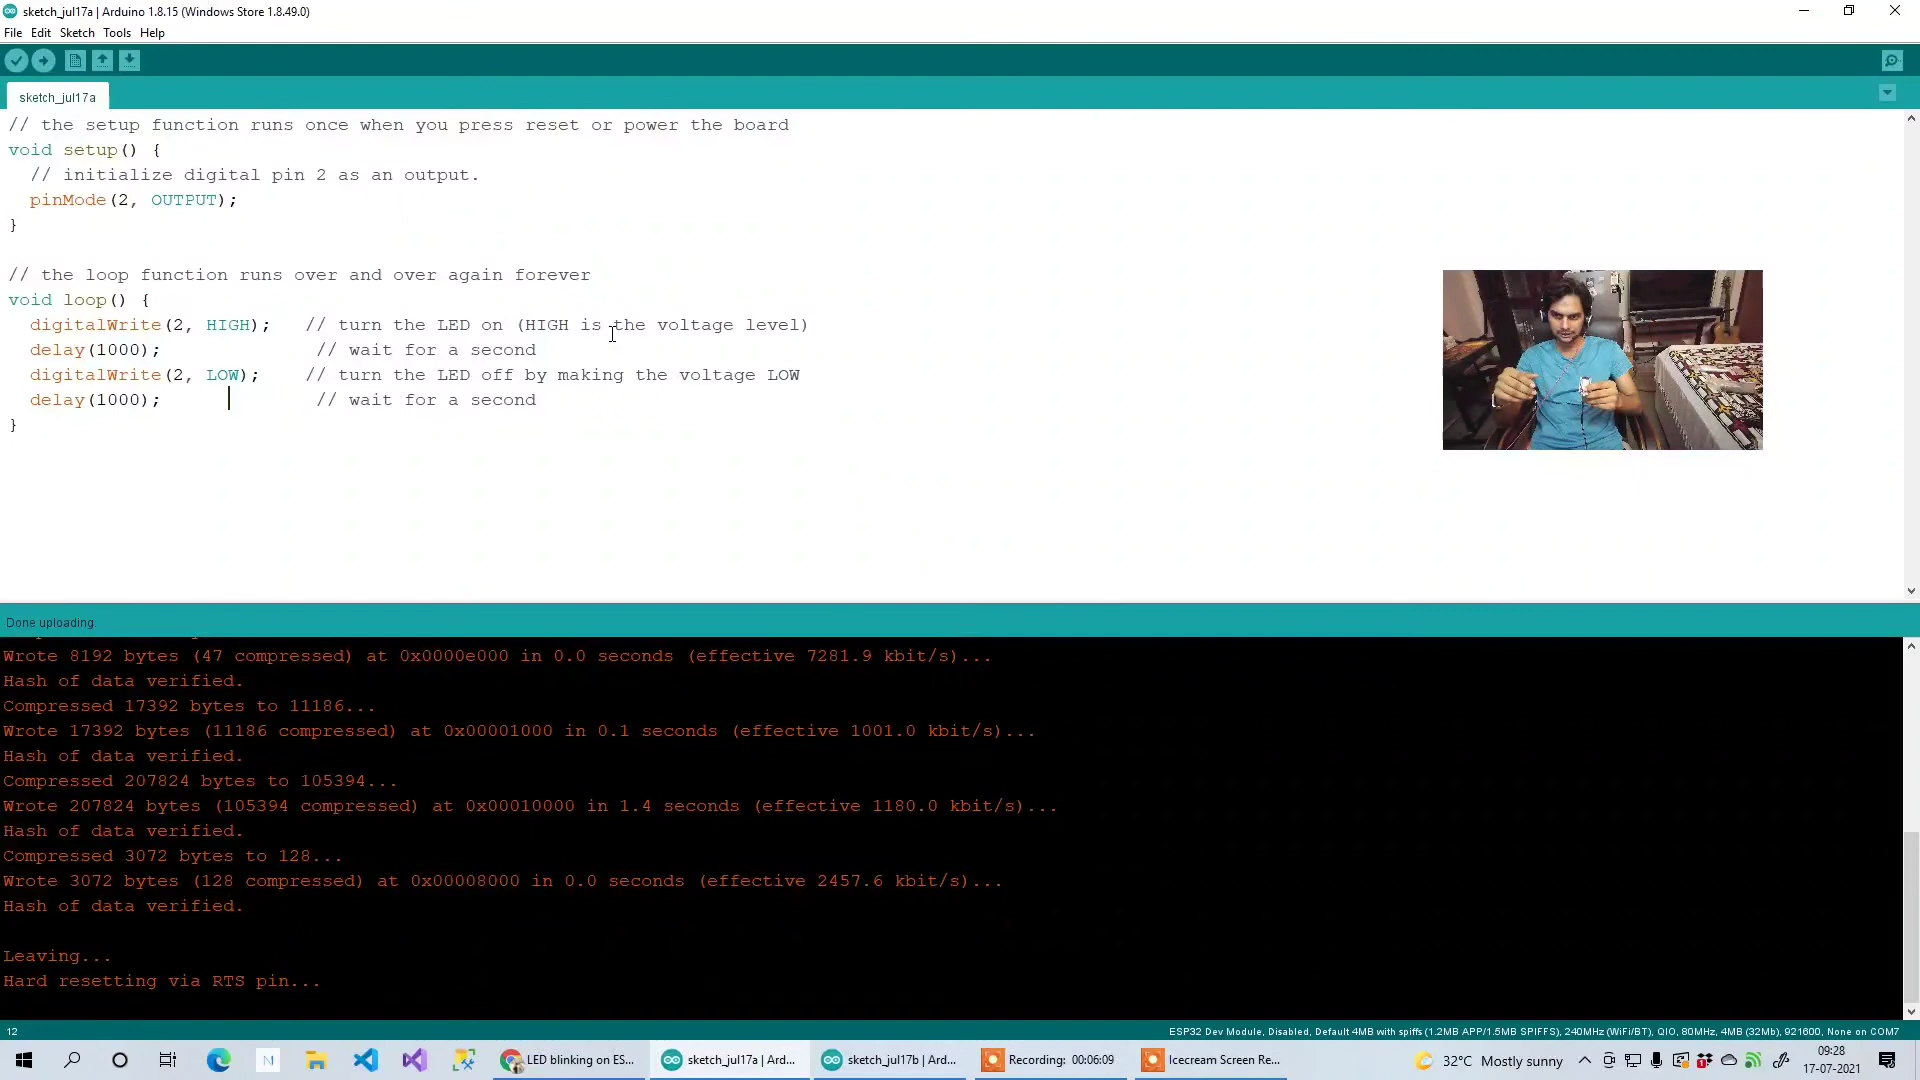 sketch_jul17a | Arduino 1.8.15 (Windows Store 1.8.49.0)
File Edit Sketch Tools Help
sketch_jul17a
// the setup function runs once when you press reset or power the board
void setup() {
// initialize digital pin 2 as an output.
pinMode(2, OUTPUT);
}
// the loop function runs over and over again forever
void loop() {
digitalWrite(2, HIGH); // turn the LED on (HIGH is the voltage level)
delay(1000); // wait for a second
digitalWrite(2, LOW); // turn the LED off by making the voltage LOW
delay(1000); // wait for a second
}
Done uploading.
Wrote 8192 bytes (47 compressed) at 0x0000e000 in 0.0 seconds (effective 7281.9 kbit/s)...
Hash of data verified.
Compressed 17392 bytes to 11186...
Wrote 17392 bytes (11186 compressed) at 0x00001000 in 0.1 seconds (effective 1001.0 kbit/s)...
Hash of data verified.
Compressed 207824 bytes to 105394...
Wrote 207824 bytes (105394 compressed) at 0x00010000 in 1.4 seconds (effective 1180.0 kbit/s)...
Hash of data verified.
Compressed 3072 bytes to 128...
Wrote 3072 bytes (128 compressed) at 0x00008000 in 0.0 seconds (effective 2457.6 kbit/s)...
Hash of data verified.
Leaving...
Hard resetting via RTS pin...
12 ESP32 Dev Module, Disabled, Default 4MB with spiffs (1.2MB APP/1.5MB SPIFFS), 240MHz (WiFi/BT), QIO, 80MHz, 4MB (32Mb), 921600, None on COM7
N LED blinking on ES... sketch_jul17a | Ard... sketch_jul17b | Ard... Recording: 00:06:09 Icecream Screen Re... 32°C Mostly sunny 09:28
17-07-2021